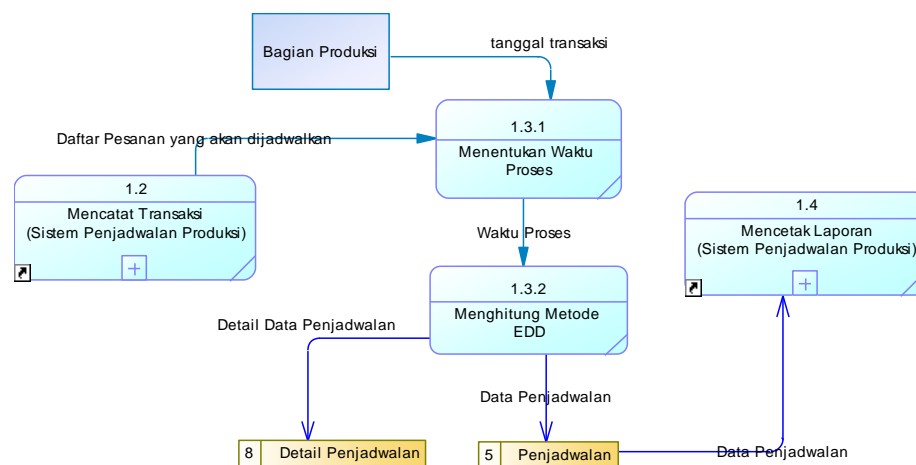 Bagian Produksi
tanggal transaksi
1.3.1
Menentukan Waktu
Proses
Daftar Pesanan yang akan dijadwalkan
1.2
Mencatat Transaksi
(Sistem Penjadwalan Produksi)
1.4
Mencetak Laporan
(Sistem Penjadwalan Produksi)
Waktu Proses
1.3.2
Menghitung Metode
EDD
Detail Data Penjadwalan
Data Penjadwalan
8 Detail Penjadwalan
5 Penjadwalan
Data Penjadwalan